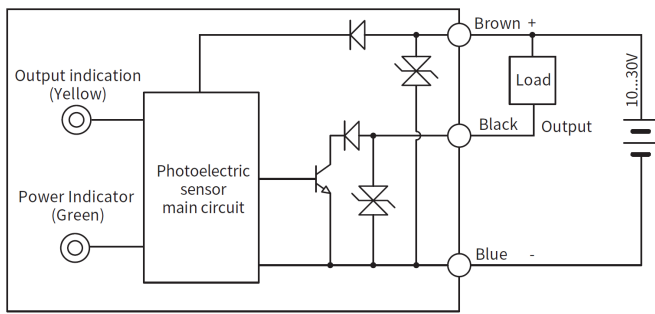 Brown +
Output indication
(Yellow)
Load
10...30V
Black
Output
Photoelectric
sensor
main circuit
Power Indicator
(Green)
Blue -